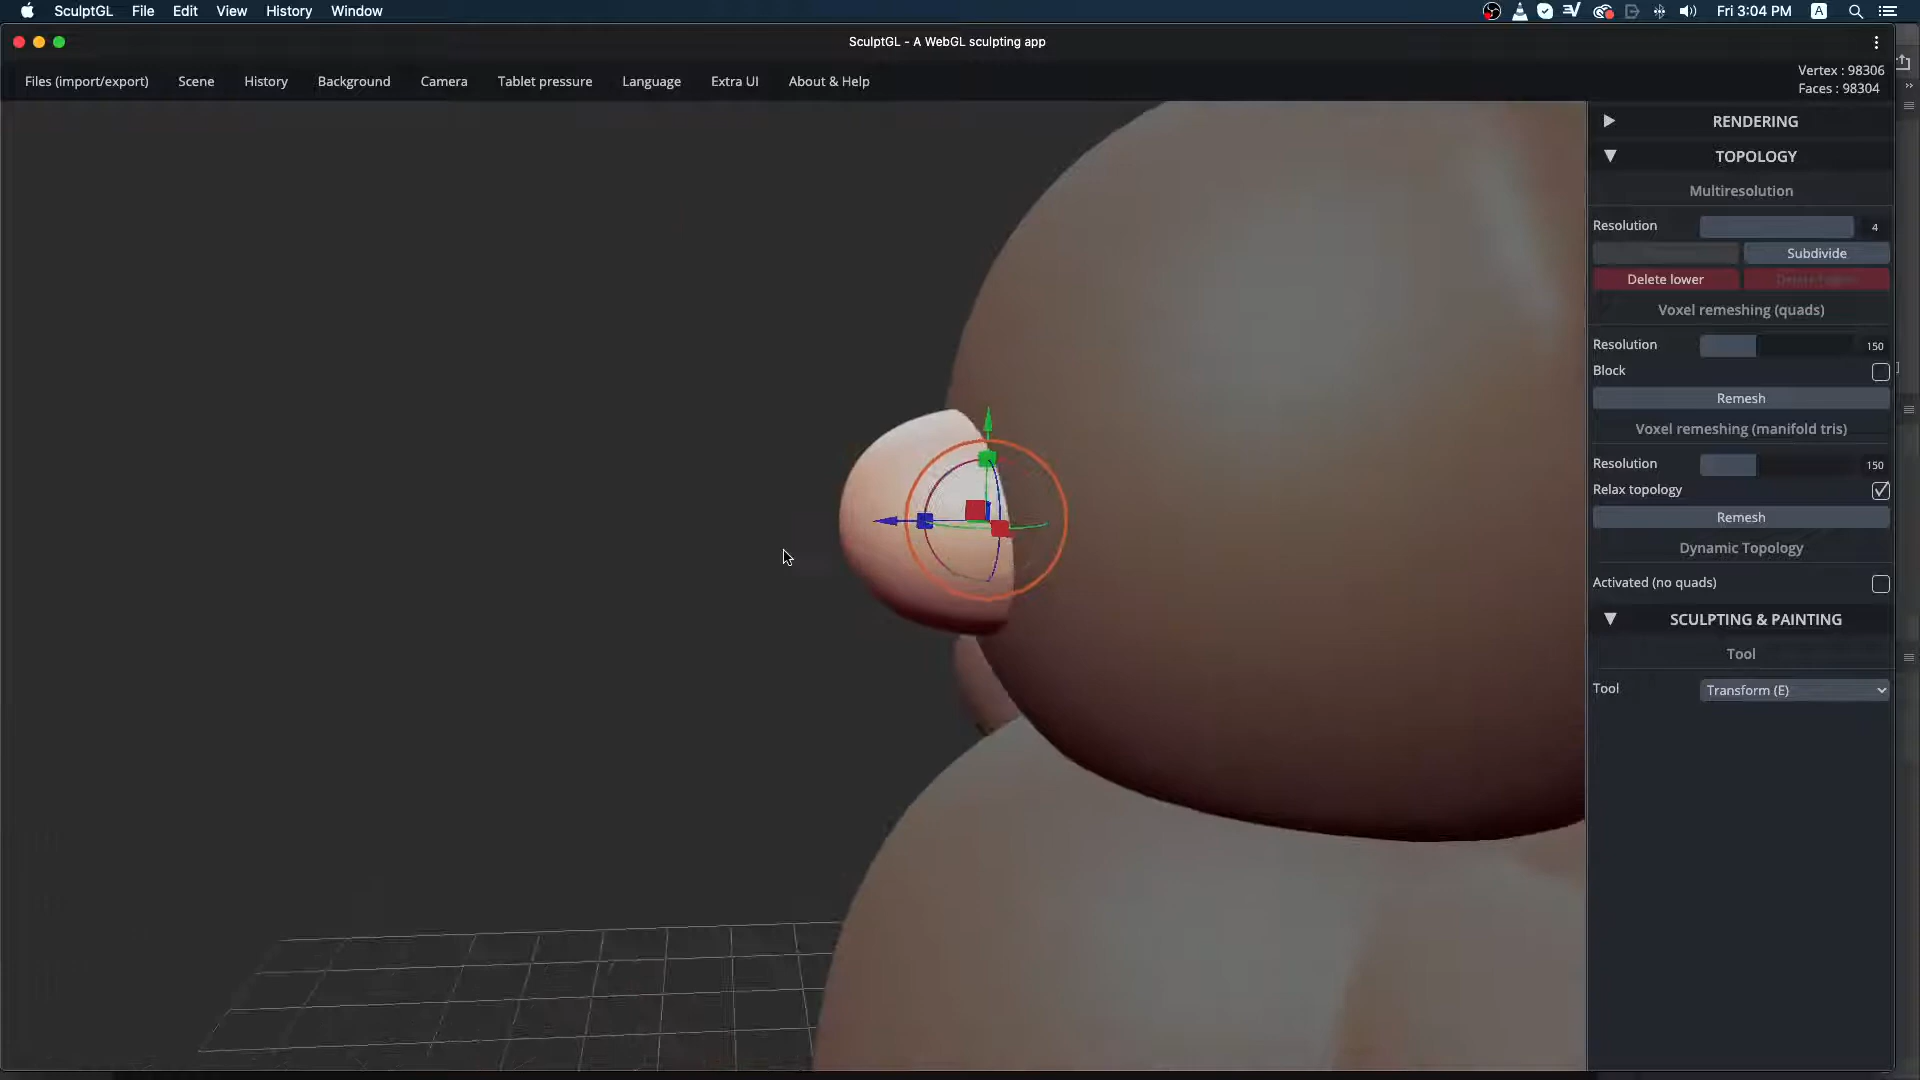 SculptGL File Edit View History Window Fri 3:04 PM A
SculptGL - A WebGL sculpting app
Files (import/export) Scene History Background Camera Tablet pressure Language Extra UI About & Help
Vertex : 98306
Faces : 98304
RENDERING
TOPOLOGY
Multiresolution
Resolution 4
Subdivide
Delete lower
Voxel remeshing (quads)
Resolution 150
Block
Remesh
Voxel remeshing (manifold tris)
Resolution 150
Relax topology
Remesh
Dynamic Topology
Activated (no quads)
SCULPTING & PAINTING
Tool
Tool Transform (E)